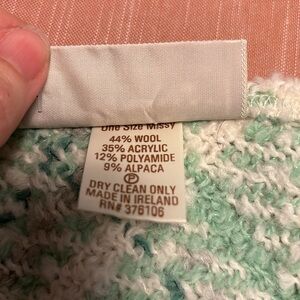 One Size Missy
44% WOOL
35% ACRYLIC
12% POLYAMIDE
9% ALPACA
P
DRY CLEAN ONLY
MADE IN IRELAND
RN# 376106